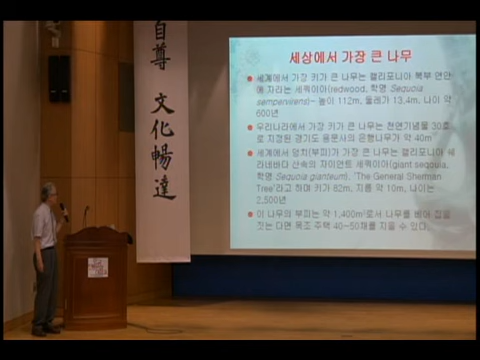 自尊
文化暢達
세상에서 가장 큰 나무
세계에서 가장 키가 큰 나무는 캘리포니아 북부 연안
에 자라는 세쿼이아(redwood, 학명 Sequoia
sempervirens)- 높이 112m, 둘레가 13.4m, 나이 약
600년
우리나라에서 가장 키가 큰 나무는 천연기념물 30호
로 지정된 경기도 용문사의 은행나무가 약 40m
세계에서 덩치(부피)가 가장 큰 나무는 캘리포니아 쉐
라네바다 산속의 자이언트 세쿼이아(giant seqouia,
학명 Sequoia giganteum), 'The General Sherman
Tree'라고 하며 키가 82m, 지름 약 10m, 나이는
2,500년
이 나무의 부피는 약 1,400m³로서 나무를 베어 집을
짓는다면 목조 주택 40~50채를 지을 수 있다.